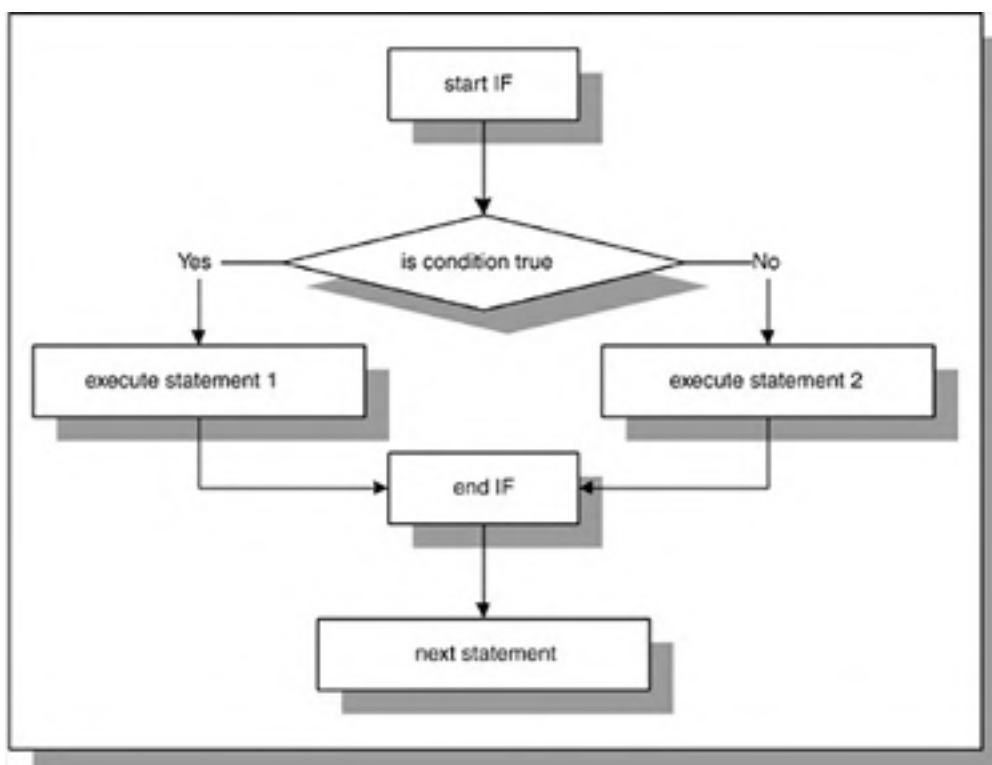 start IF
is condition true
Yes
No
execute statement 1
execute statement 2
end IF
next statement